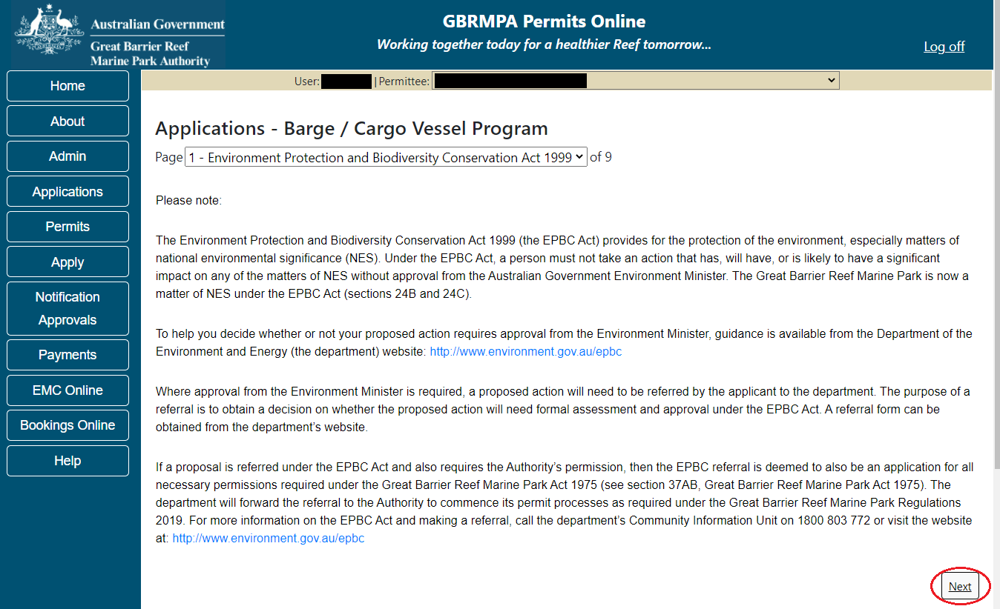 Australian Government
Great Barrier Reef
Marine Park Authority
GBRMPA Permits Online
Working together today for a healthier Reef tomorrow...
Log off
Home
About
Admin
Applications
Permits
Apply
Notification
Approvals
Payments
EMC Online
Bookings Online
Help
User: | Permittee:
Applications - Barge / Cargo Vessel Program
Page 1 - Environment Protection and Biodiversity Conservation Act 1999 of 9
Please note:
The Environment Protection and Biodiversity Conservation Act 1999 (the EPBC Act) provides for the protection of the environment, especially matters of
national environmental significance (NES). Under the EPBC Act, a person must not take an action that has, will have, or is likely to have a significant
impact on any of the matters of NES without approval from the Australian Government Environment Minister. The Great Barrier Reef Marine Park is now a
matter of NES under the EPBC Act (sections 24B and 24C).
To help you decide whether or not your proposed action requires approval from the Environment Minister, guidance is available from the Department of the
Environment and Energy (the department) website: http://www.environment.gov.au/epbc
Where approval from the Environment Minister is required, a proposed action will need to be referred by the applicant to the department. The purpose of a
referral is to obtain a decision on whether the proposed action will need formal assessment and approval under the EPBC Act. A referral form can be
obtained from the department’s website.
If a proposal is referred under the EPBC Act and also requires the Authority’s permission, then the EPBC referral is deemed to also be an application for all
necessary permissions required under the Great Barrier Reef Marine Park Act 1975 (see section 37AB, Great Barrier Reef Marine Park Act 1975). The
department will forward the referral to the Authority to commence its permit processes as required under the Great Barrier Reef Marine Park Regulations
2019. For more information on the EPBC Act and making a referral, call the department’s Community Information Unit on 1800 803 772 or visit the website
at: http://www.environment.gov.au/epbc
Next